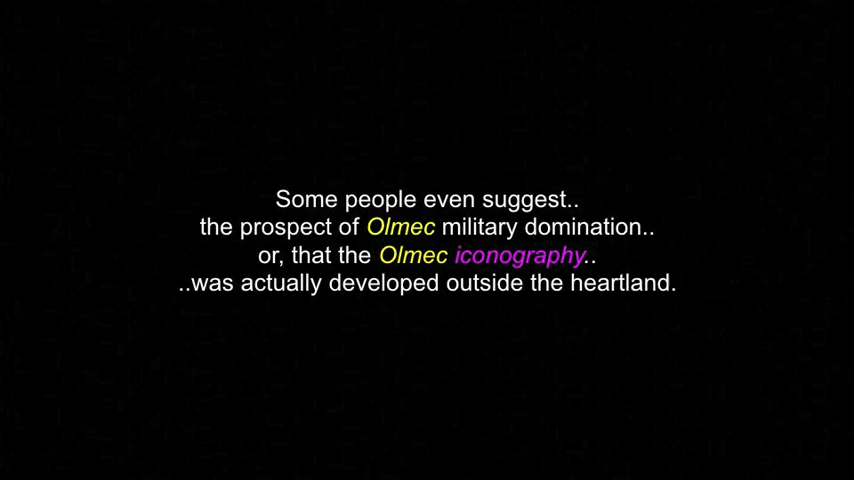 Some people even suggest..
the prospect of Olmec military domination..
or, that the Olmec iconography..
..was actually developed outside the heartland.